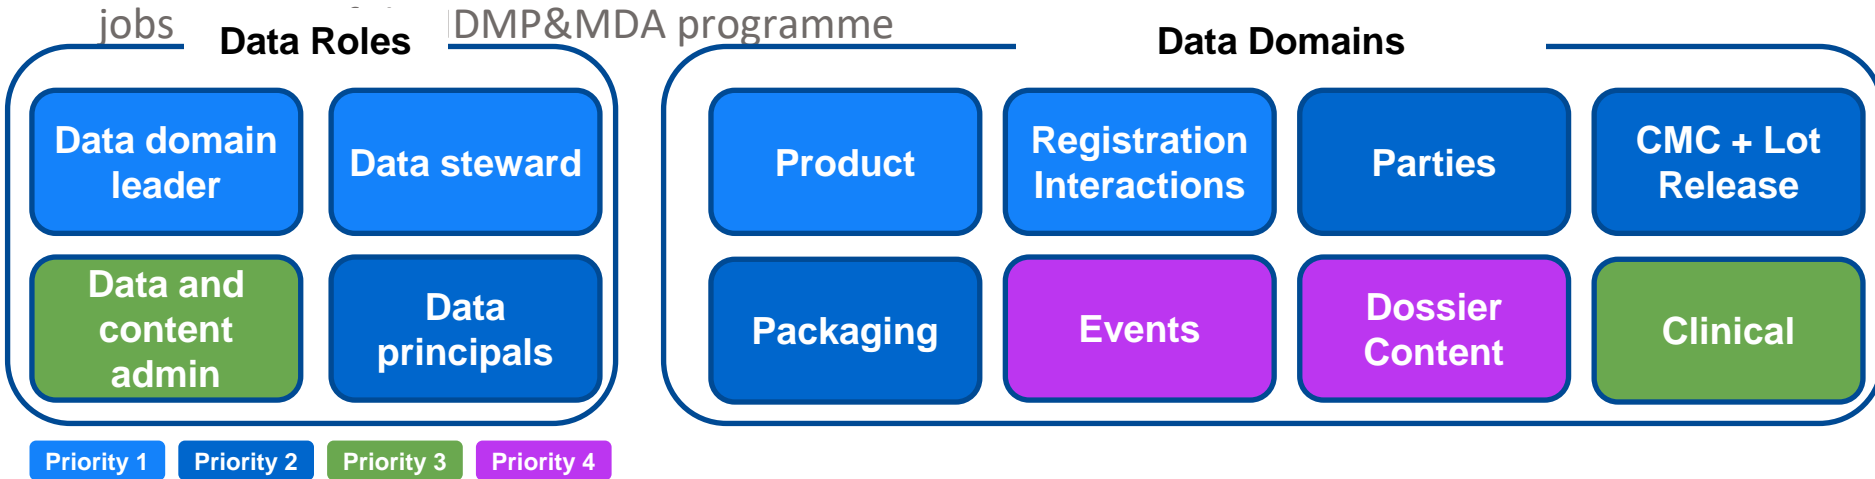 jobs DMP&MDA programme
Data Roles
Data Domains
Data domain
leader
Data steward
Product
Registration
Interactions
Parties
CMC + Lot
Release
Data and
content
admin
Data
principals
Packaging
Events
Dossier
Content
Clinical
Priority 1
Priority 2
Priority 3
Priority 4